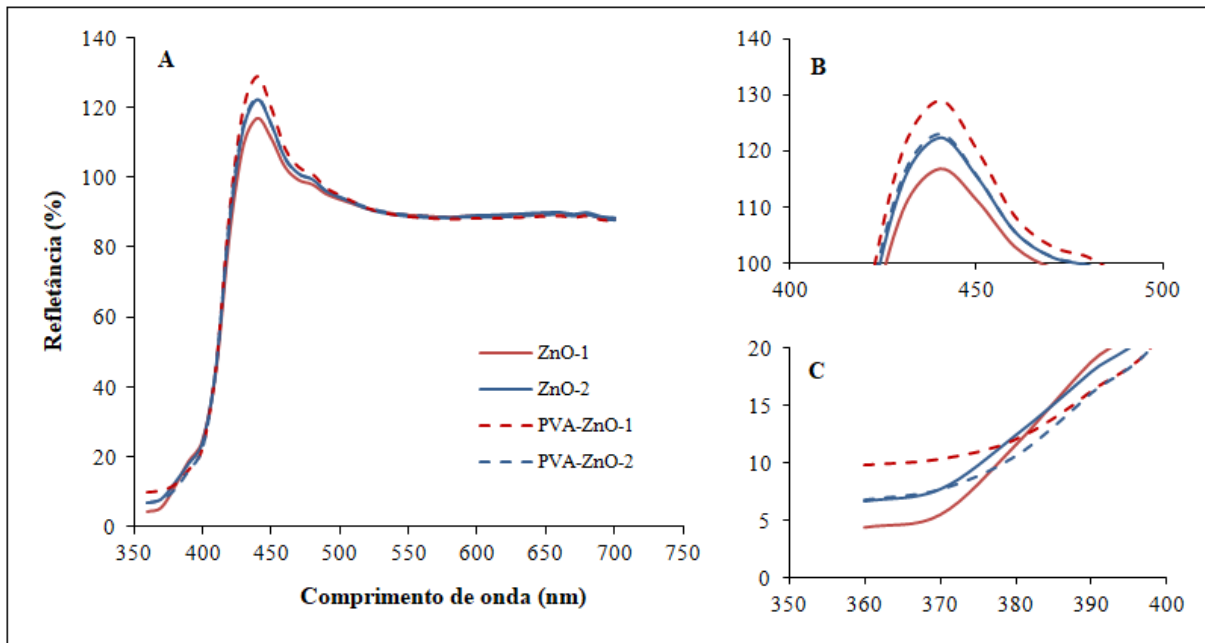 A
Refletância (%)
140
120
100
80
60
40
20
0
350 400 450 500 550 600 650 700 750
Comprimento de onda (nm)
ZnO-1
ZnO-2
PVA-ZnO-1
PVA-ZnO-2
B
140
130
120
110
100
400 450 500
C
20
15
10
5
0
350 360 370 380 390 400